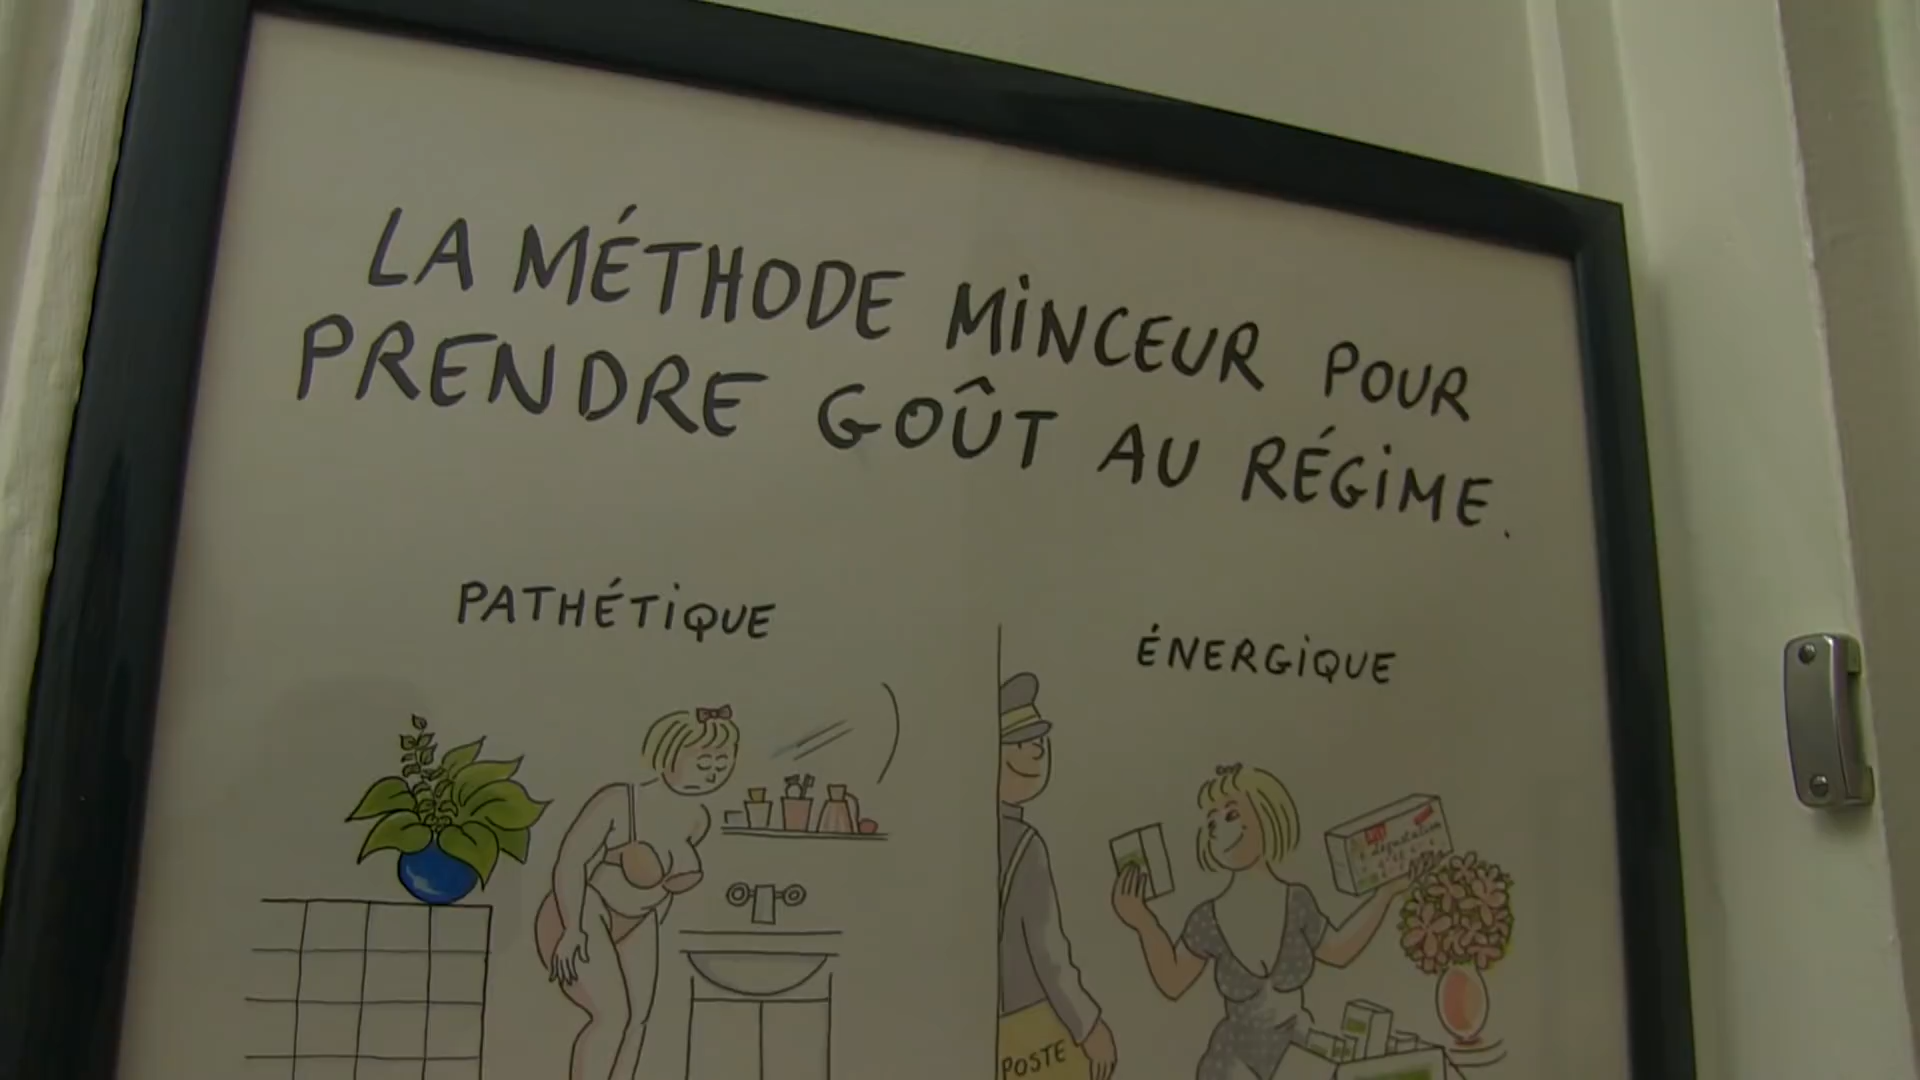 LA MÉTHODE MINCEUR POUR
PRENDRE GOÛT AU RÉGIME.
PATHÉTIQUE
ÉNERGIQUE
POSTE